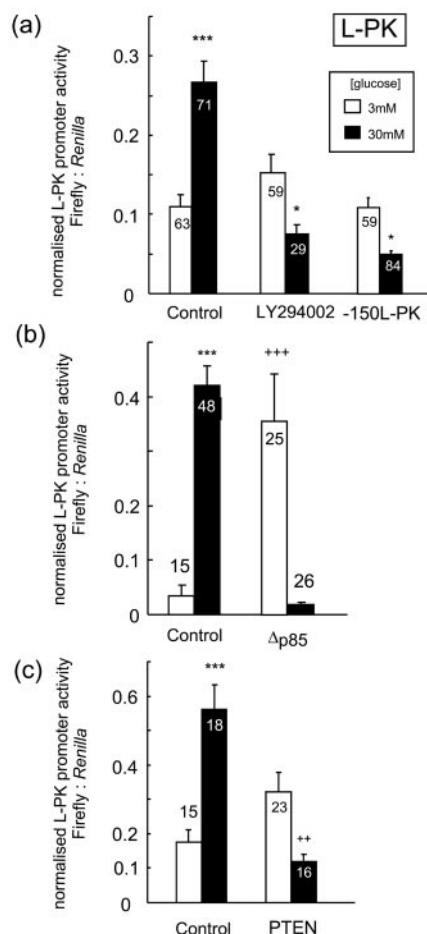 (a)
L-PK
[glucose]
3mM
30mM
normalised L-PK promoter activity
Firefly : Renilla
0.3
0.2
0.1
0
***
71
63
59
*
29
59
*
84
Control LY294002 -150L-PK
(b)
normalised L-PK promoter activity
Firefly : Renilla
0.4
0.2
0.1
0
***
48
15
+++
25
26
Control Δp85
(c)
normalised L-PK promoter activity
Firefly : Renilla
0.6
0.4
0.2
0.1
0
***
18
15
23
++
16
Control PTEN